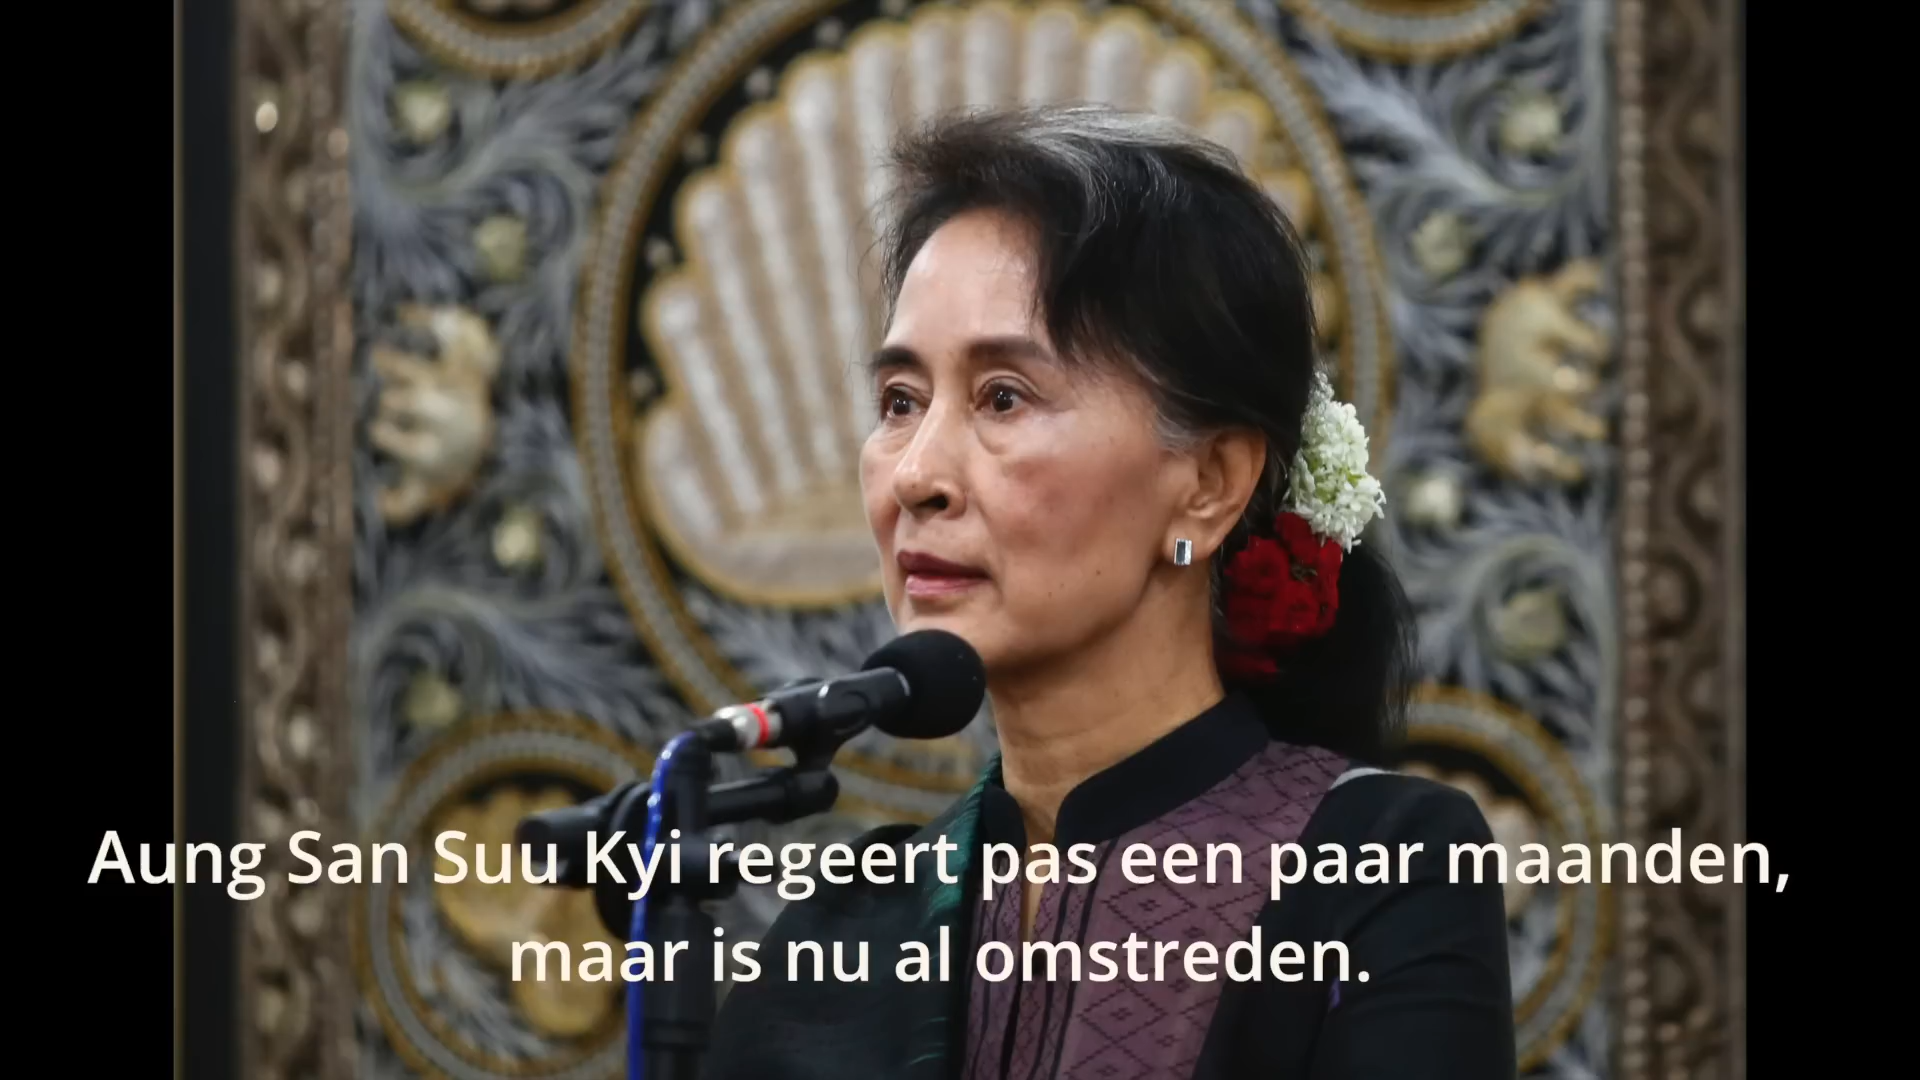 Aung San Suu Kyi regeert pas een paar maanden,
maar is nu al omstreden.